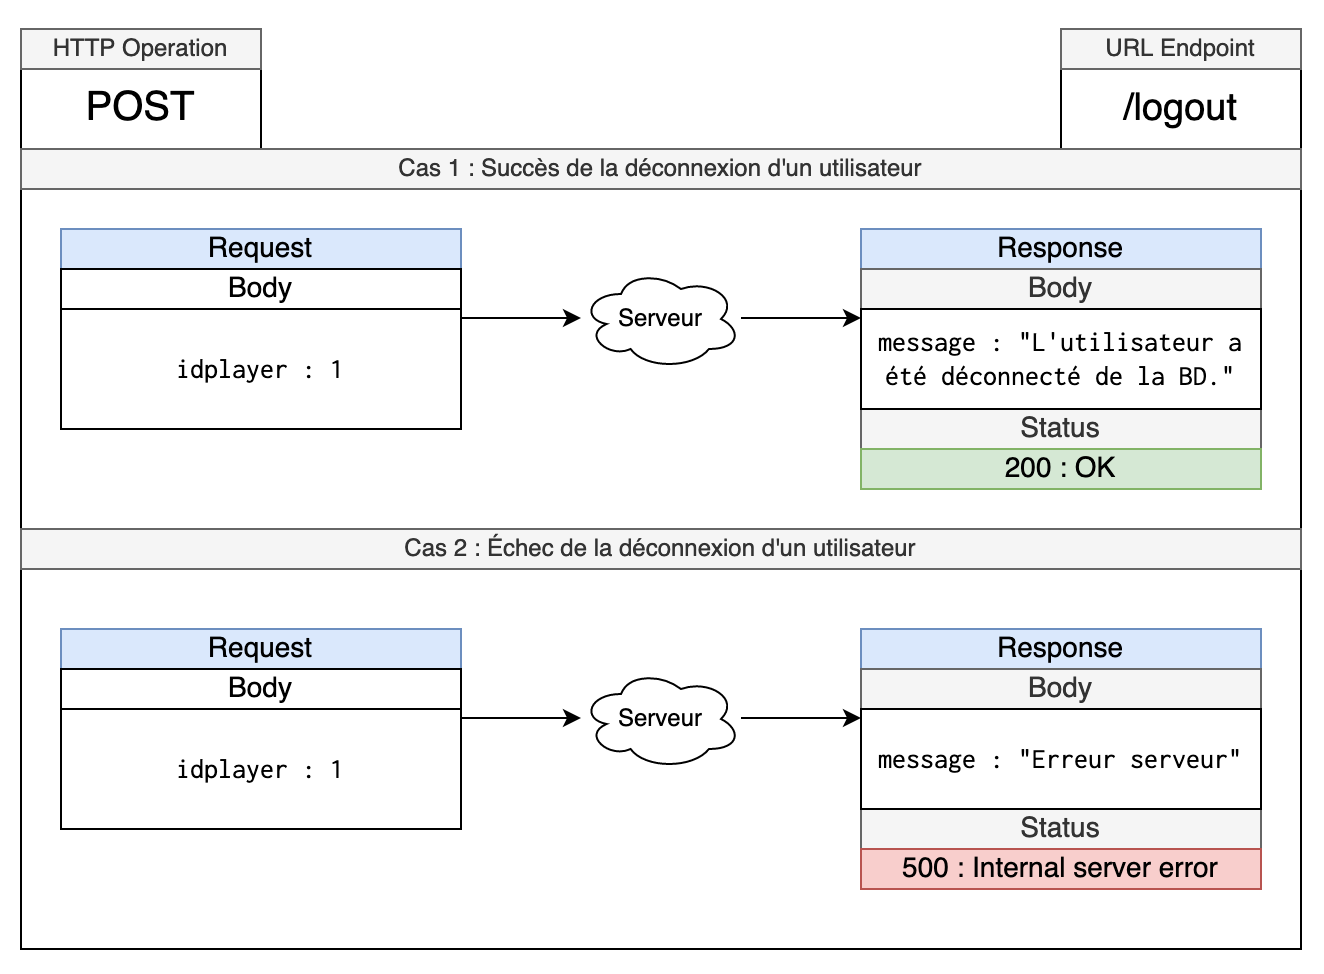 HTTP Operation
URL Endpoint
POST
/logout
Cas 1 : Succès de la déconnexion d'un utilisateur
Request
Body
idplayer : 1
Serveur
Response
Body
message : "L'utilisateur a
été déconnecté de la BD."
Status
200 : OK
Cas 2 : Échec de la déconnexion d'un utilisateur
Request
Body
idplayer : 1
Serveur
Response
Body
message : "Erreur serveur"
Status
500 : Internal server error